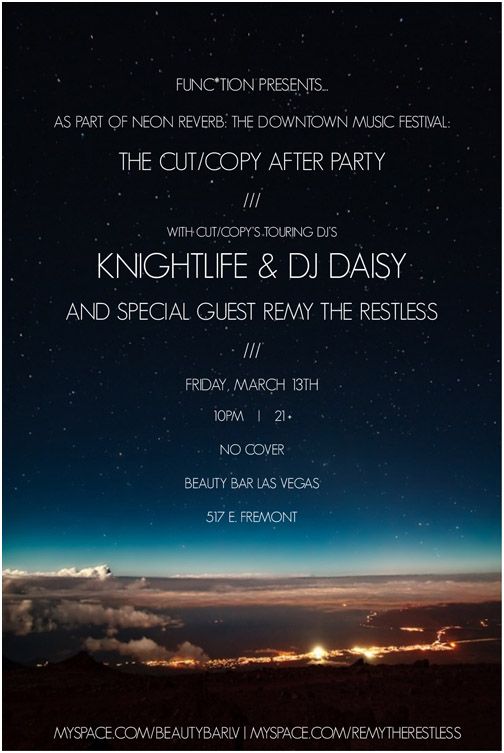 FUNC*TION PRESENTS...
AS PART OF NEON REVERB: THE DOWNTOWN MUSIC FESTIVAL:
THE CUT/COPY AFTER PARTY
///
WITH CUT/COPY'S TOURING DJ'S
KNIGHTLIFE & DJ DAISY
AND SPECIAL GUEST REMY THE RESTLESS
///
FRIDAY, MARCH 13TH
10PM | 21+
NO COVER
BEAUTY BAR LAS VEGAS
517 E. FREMONT
MYSPACE.COM/BEAUTYBARLV | MYSPACE.COM/REMYTHERESTLESS